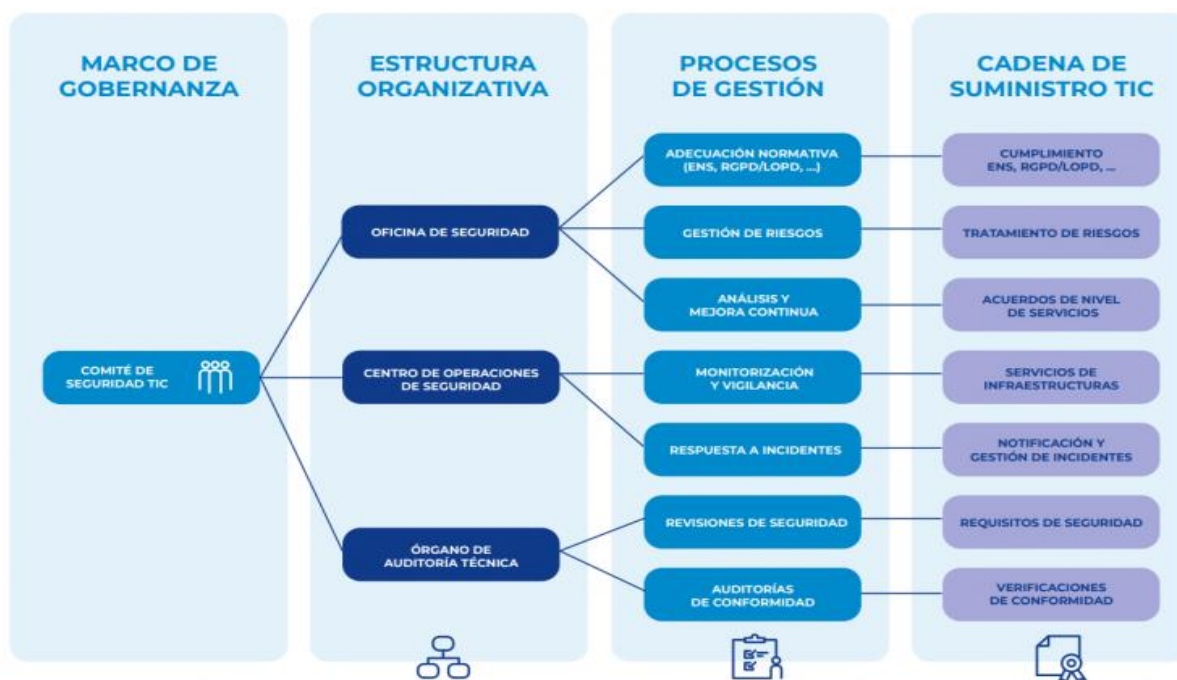 MARCO DE
GOBERNANZA
ESTRUCTURA
ORGANIZATIVA
PROCESOS
DE GESTIÓN
CADENA DE
SUMINISTRO TIC
COMITÉ DE
SEGURIDAD TIC
OFICINA DE SEGURIDAD
CENTRO DE OPERACIONES
DE SEGURIDAD
ÓRGANO DE
AUDITORÍA TÉCNICA
ADECUACIÓN NORMATIVA
(ENS, RGPD/LOPD, ...)
GESTIÓN DE RIESGOS
ANÁLISIS Y
MEJORA CONTINUA
MONITORIZACIÓN
Y VIGILANCIA
RESPUESTA A INCIDENTES
REVISIONES DE SEGURIDAD
AUDITORÍAS
DE CONFORMIDAD
CUMPLIMIENTO
ENS, RGPD/LOPD, ...
TRATAMIENTO DE RIESGOS
ACUERDOS DE NIVEL
DE SERVICIOS
SERVICIOS DE
INFRAESTRUCTURAS
NOTIFICACIÓN Y
GESTIÓN DE INCIDENTES
REQUISITOS DE SEGURIDAD
VERIFICACIONES
DE CONFORMIDAD